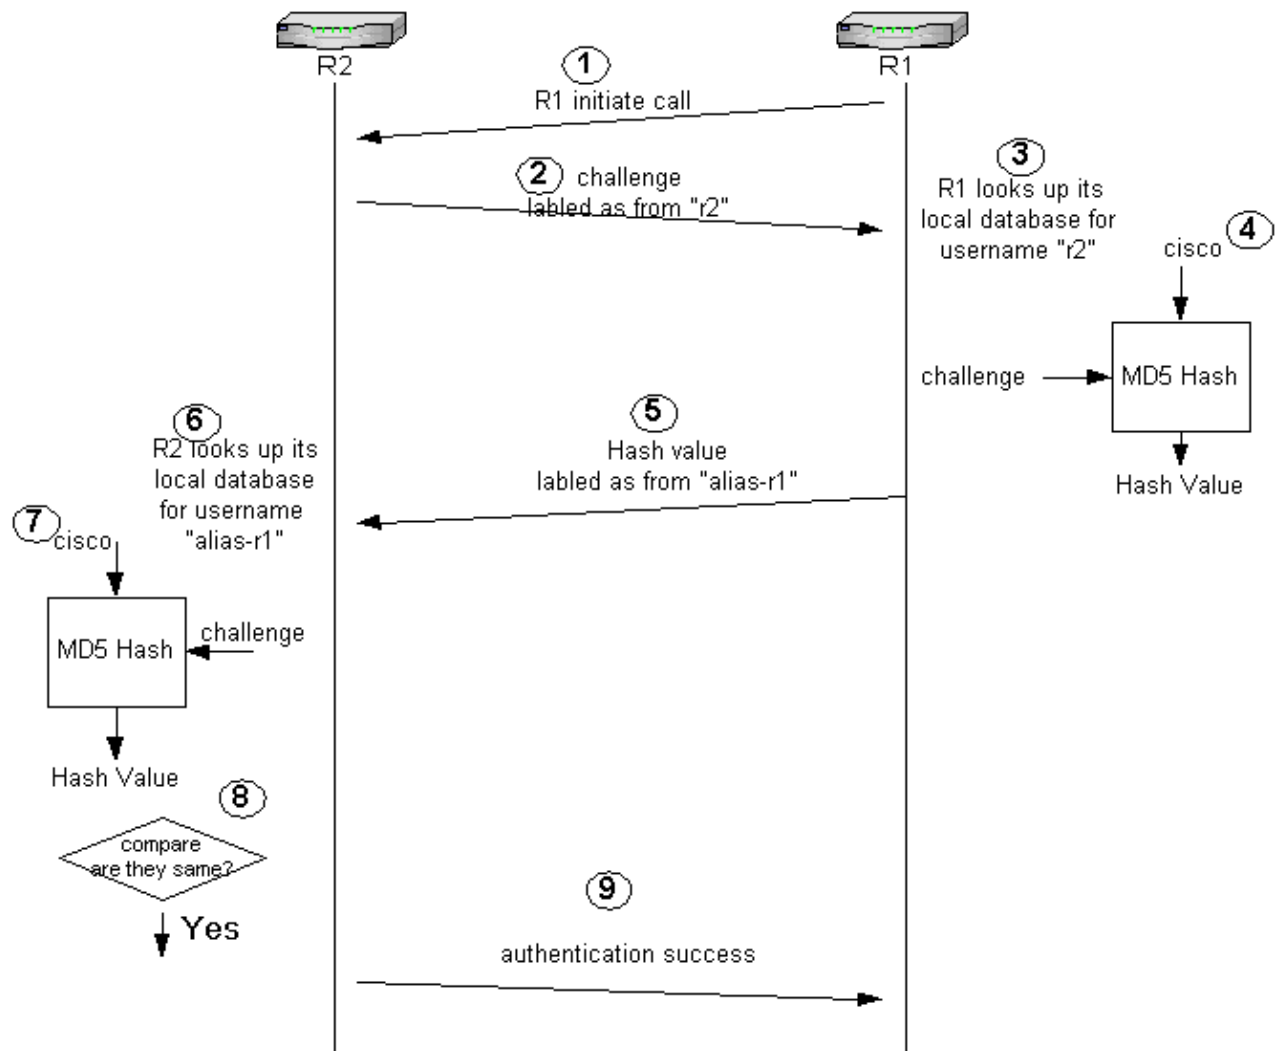 R2
R1
1
R1 initiate call
2
challenge
labled as from "r2"
3
R1 looks up its
local database for
username "r2"
4
cisco
challenge
MD5 Hash
Hash Value
5
Hash value
labled as from "alias-r1"
6
R2 looks up its
local database
for username
"alias-r1"
7
cisco
MD5 Hash
challenge
Hash Value
8
compare
are they same?
Yes
9
authentication success